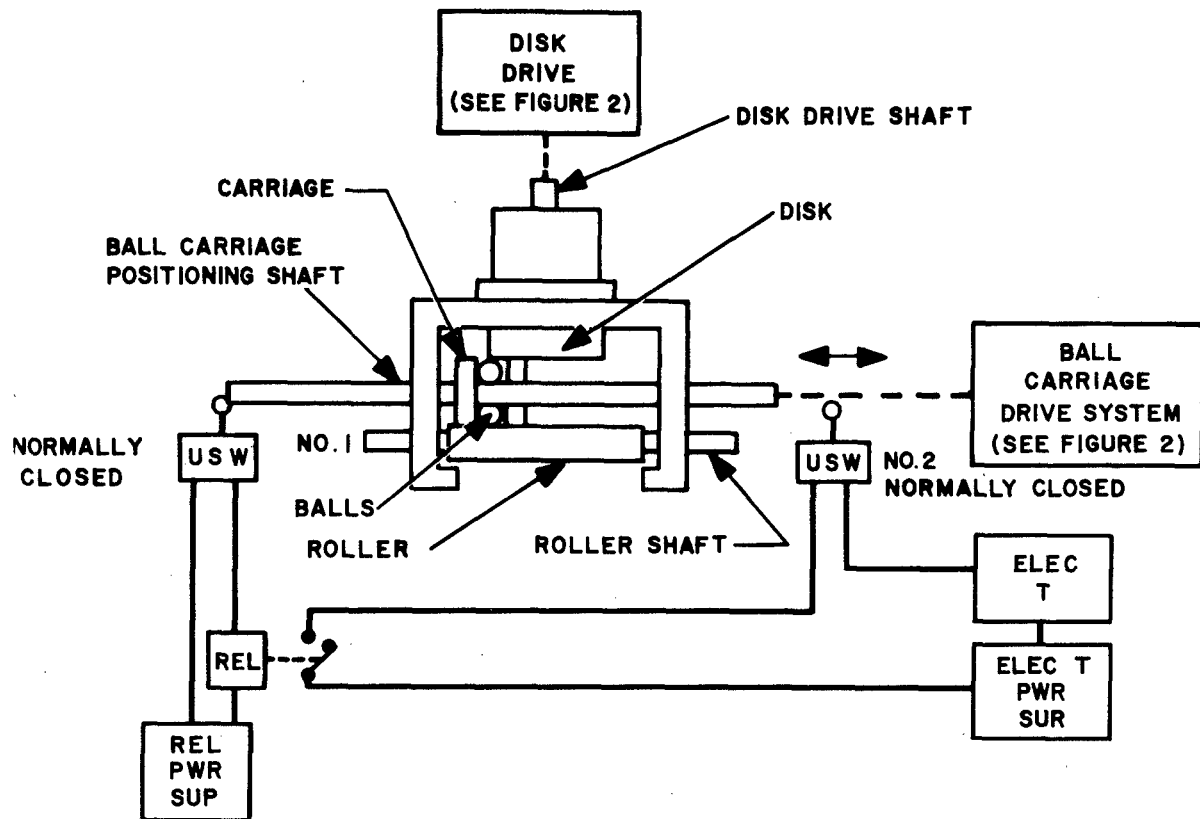 DISK
DRIVE
(SEE FIGURE 2)
DISK DRIVE SHAFT
CARRIAGE
DISK
BALL CARRIAGE
POSITIONING SHAFT
BALL
CARRIAGE
DRIVE SYSTEM
(SEE FIGURE 2)
NORMALLY
CLOSED
USW
NO. 1
USW
NO. 2
NORMALLY CLOSED
BALLS
ROLLER
ROLLER SHAFT
ELEC
T
REL
ELEC T
PWR
SUR
REL
PWR
SUP